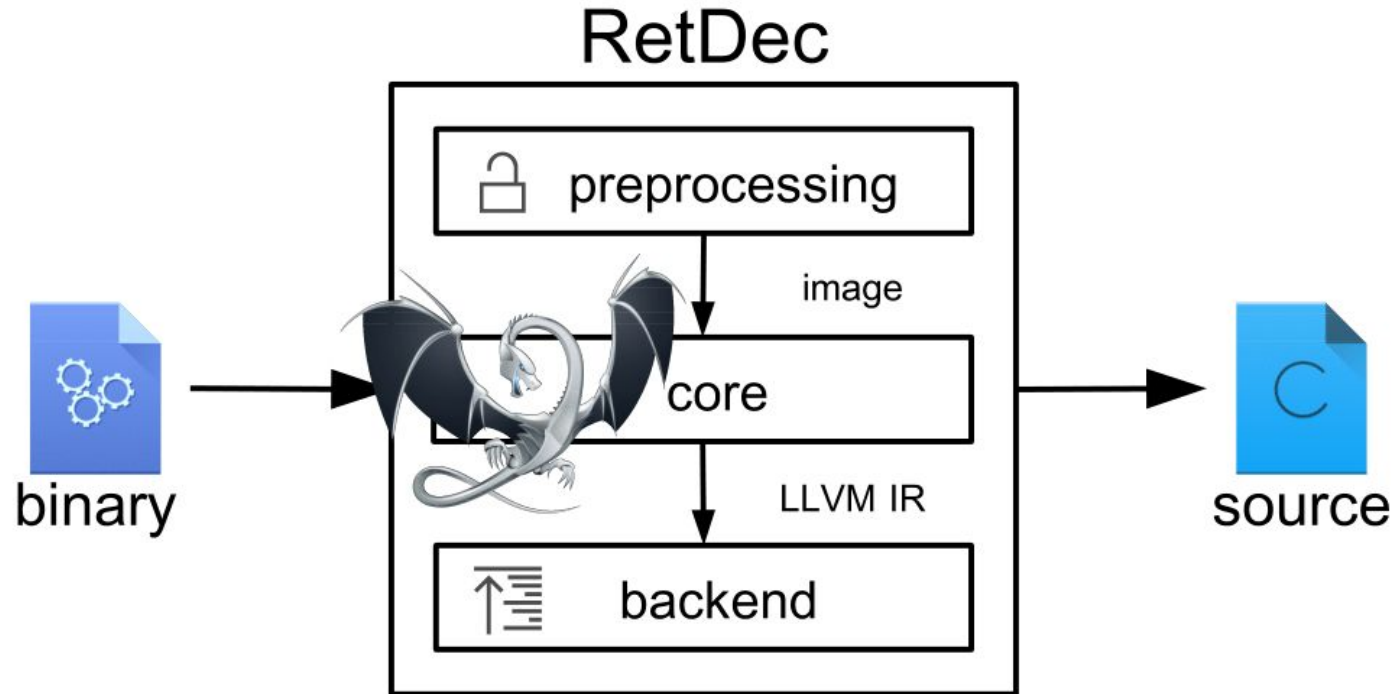 RetDec
preprocessing
image
core
LLVM IR
backend
binary
C
source